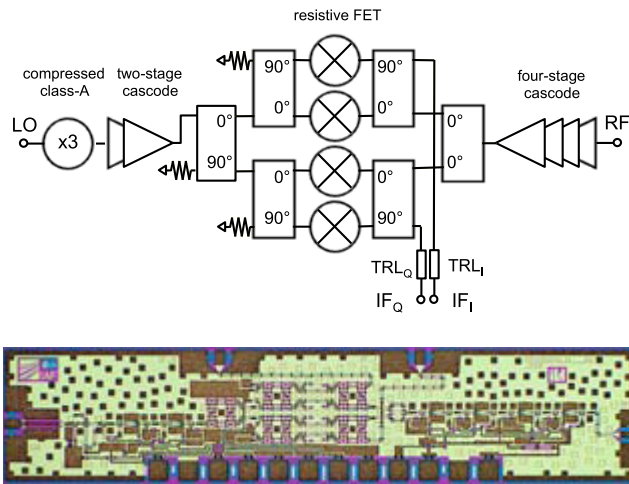 resistive FET
compressed
class-A
two-stage
cascode
four-stage
cascode
LO
x3
RF
90°
0°
90°
0°
0°
90°
0°
90°
0°
90°
0°
0°
TRLQ
TRLI
IFQ
IFI